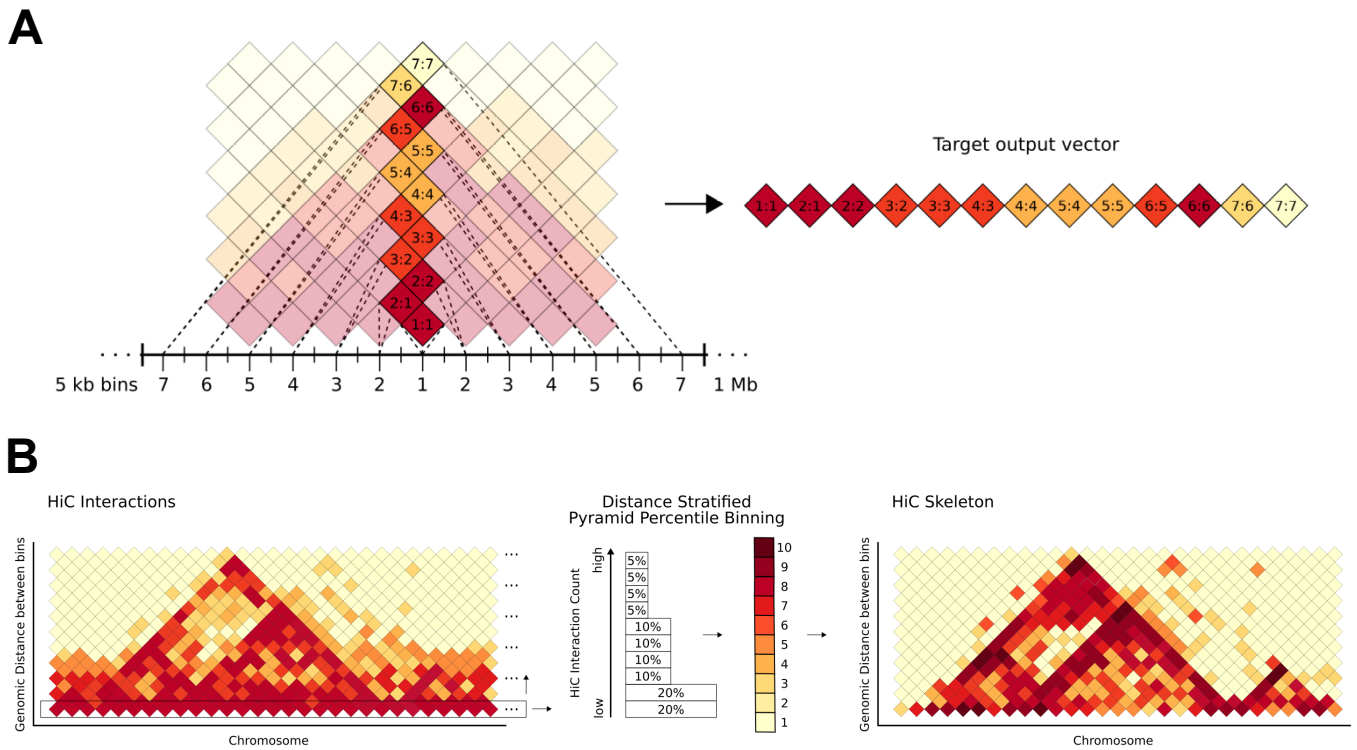 A
7:7
7:6
6:6
6:5
5:5
5:4
4:4
4:3
3:3
3:2
2:2
2:1
1:1
5 kb bins 7 6 5 4 3 2 1 2 3 4 5 6 7 1 Mb
Target output vector
1:1 2:1 2:2 3:2 3:3 4:3 4:4 5:4 5:5 6:5 6:6 7:6 7:7
B
HiC Interactions
Genomic Distance between bins
Chromosome
Distance Stratified
Pyramid Percentile Binning
HiC Interaction Count
high
low
5%
5%
5%
5%
10%
10%
10%
10%
20%
20%
10
9
8
7
6
5
4
3
2
1
HiC Skeleton
Genomic Distance between bins
Chromosome